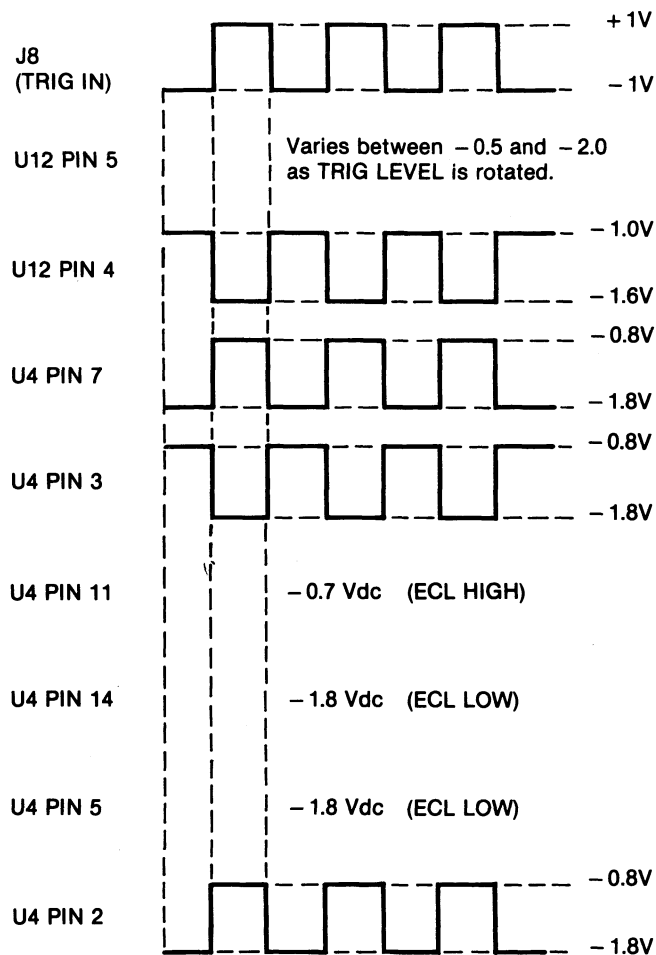 +1V
J8
(TRIG IN)
−1V
U12 PIN 5
Varies between −0.5 and −2.0
as TRIG LEVEL is rotated.
−1.0V
U12 PIN 4
−1.6V
−0.8V
U4 PIN 7
−1.8V
−0.8V
U4 PIN 3
−1.8V
U4 PIN 11 −0.7 Vdc (ECL HIGH)
U4 PIN 14 −1.8 Vdc (ECL LOW)
U4 PIN 5 −1.8 Vdc (ECL LOW)
−0.8V
U4 PIN 2
−1.8V